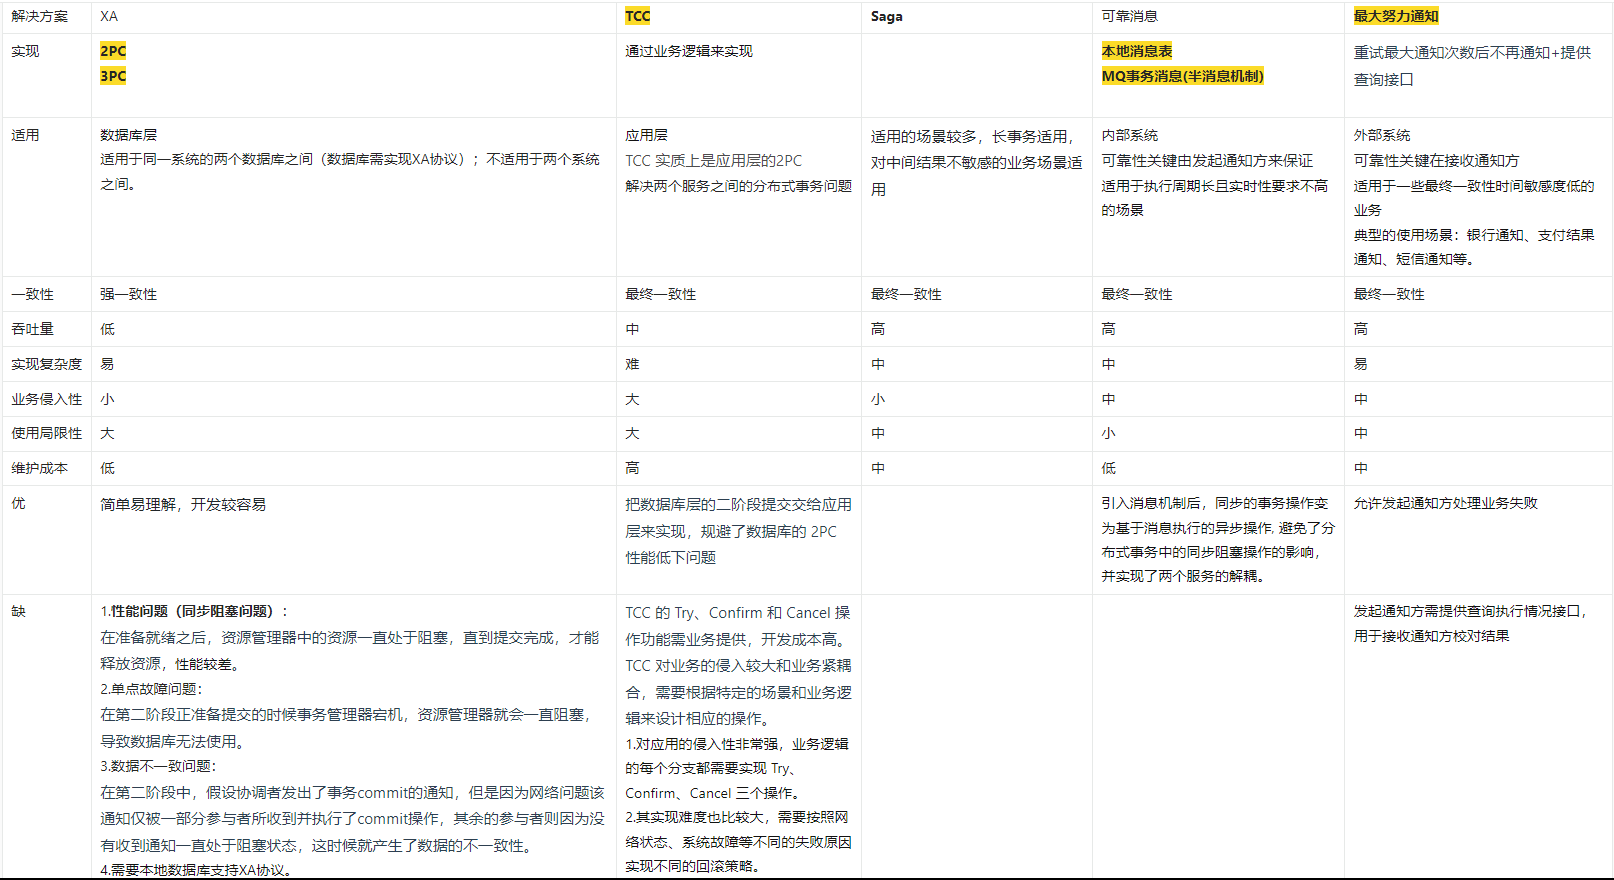 解决方案
XA
TCC
Saga
可靠消息
最大努力通知
实现
2PC
3PC
通过业务逻辑来实现
本地消息表
MQ事务消息(半消息机制)
重试最大通知次数后不再通知+提供
查询接口
适用
数据库层
适用于同一系统的两个数据库之间（数据库需实现XA协议）；不适用于两个系统
之间。
应用层
TCC 实质上是应用层的2PC
解决两个服务之间的分布式事务问题
适用的场景较多，长事务适用，
对中间结果不敏感的业务场景适
用
内部系统
可靠性关键由发起通知方来保证
适用于执行周期长且实时性要求不高
的场景
外部系统
可靠性关键在接收通知方
适用于一些最终一致性时间敏感度低的
业务
典型的使用场景：银行通知、支付结果
通知、短信通知等。
一致性
强一致性
最终一致性
最终一致性
最终一致性
最终一致性
吞吐量
低
中
高
高
高
实现复杂度
易
难
中
中
易
业务侵入性
小
大
小
中
中
使用局限性
大
大
中
小
中
维护成本
低
高
中
低
中
优
简单易理解，开发较容易
把数据库层的二阶段提交交给应用
层来实现，规避了数据库的 2PC
性能低下问题
引入消息机制后，同步的事务操作变
为基于消息执行的异步操作, 避免了分
布式事务中的同步阻塞操作的影响，
并实现了两个服务的解耦。
允许发起通知方处理业务失败
缺
1.性能问题（同步阻塞问题）：
在准备就绪之后，资源管理器中的资源一直处于阻塞，直到提交完成，才能
释放资源，性能较差。
2.单点故障问题：
在第二阶段正准备提交的时候事务管理器宕机，资源管理器就会一直阻塞，
导致数据库无法使用。
3.数据不一致问题：
在第二阶段中，假设协调者发出了事务commit的通知，但是因为网络问题该
通知仅被一部分参与者所收到并执行了commit操作，其余的参与者则因为没
有收到通知一直处于阻塞状态，这时候就产生了数据的不一致性。
4.需要本地数据库支持XA协议。
TCC 的 Try、Confirm 和 Cancel 操
作功能需业务提供，开发成本高。
TCC 对业务的侵入较大和业务紧耦
合，需要根据特定的场景和业务逻
辑来设计相应的操作。
1.对应用的侵入性非常强，业务逻辑
的每个分支都需要实现 Try、
Confirm、Cancel 三个操作。
2.其实现难度也比较大，需要按照网
络状态、系统故障等不同的失败原因
实现不同的回滚策略。
发起通知方需提供查询执行情况接口，
用于接收通知方校对结果